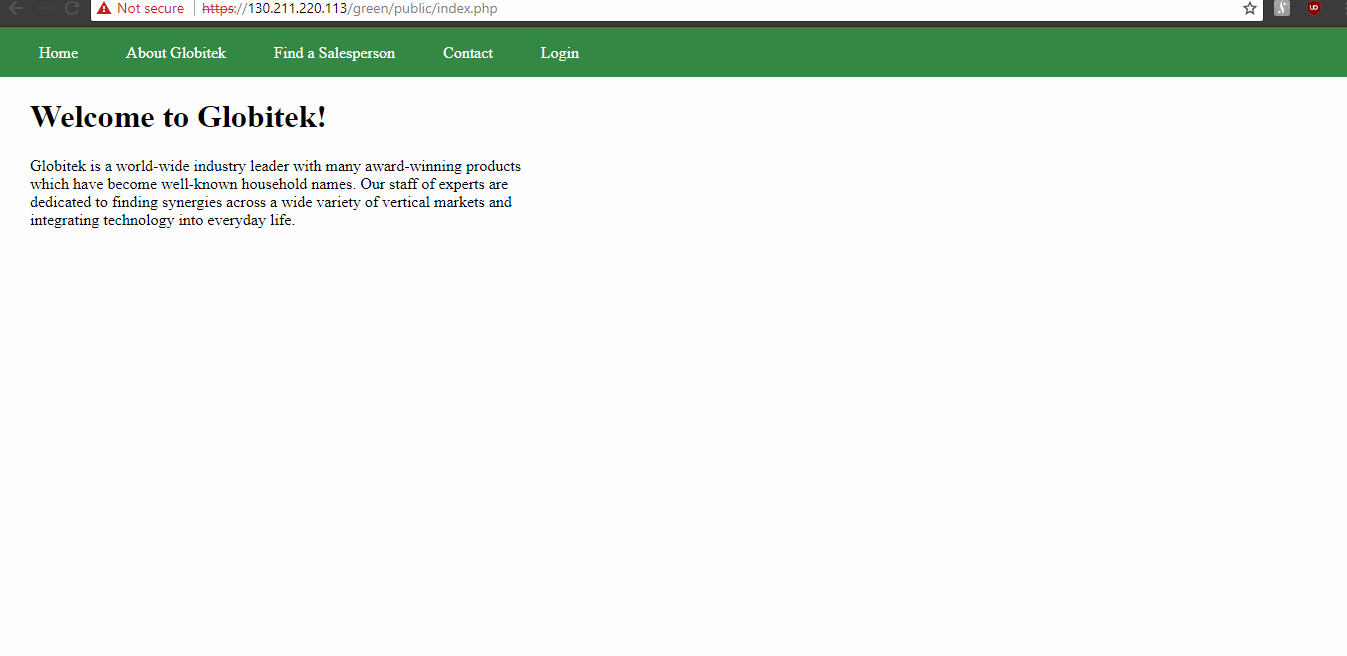 Not secure https://130.211.220.113/green/public/index.php
Home About Globitek Find a Salesperson Contact Login
Welcome to Globitek!
Globitek is a world-wide industry leader with many award-winning products
which have become well-known household names. Our staff of experts are
dedicated to finding synergies across a wide variety of vertical markets and
integrating technology into everyday life.